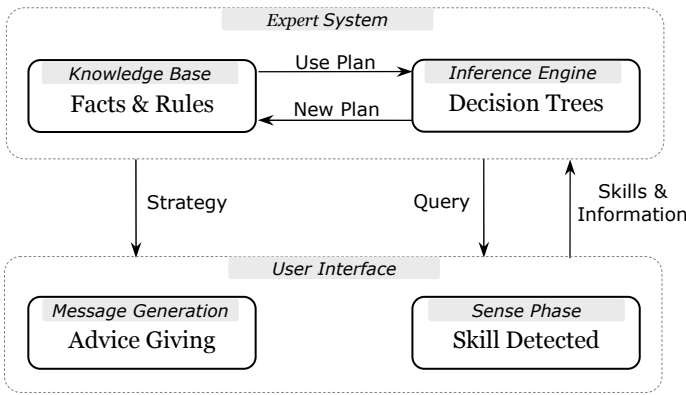 Expert System
Knowledge Base
Facts & Rules
Use Plan
New Plan
Inference Engine
Decision Trees
Strategy
Query
Skills &
Information
User Interface
Message Generation
Advice Giving
Sense Phase
Skill Detected